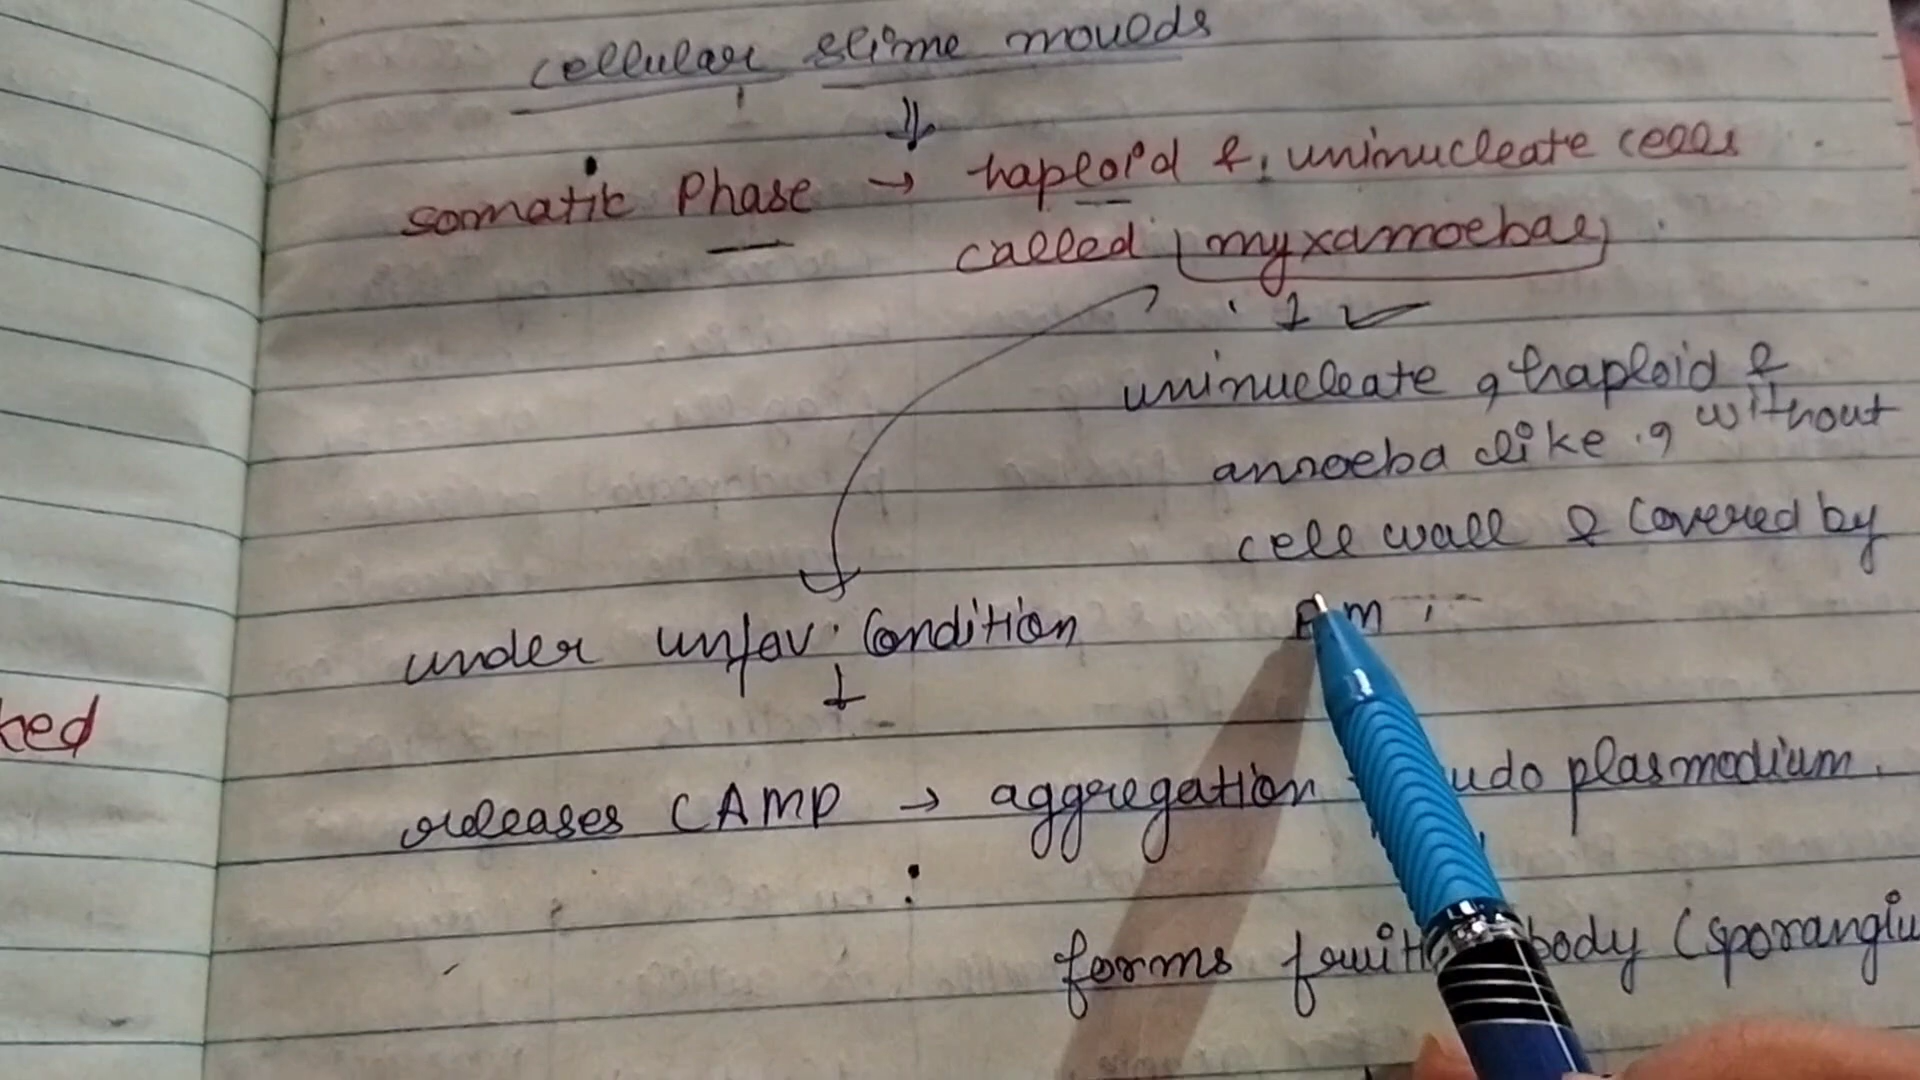 cellular slime moulds
somatic Phase → haploid & uninucleate cells
called myxamoebae
uninucleate, haploid &
amoeba like, without
cell wall & covered by
Pm
under unfav. Condition
releases CAMP → aggregation udo plasmodium.
forms fruit body (sporangiu
ked